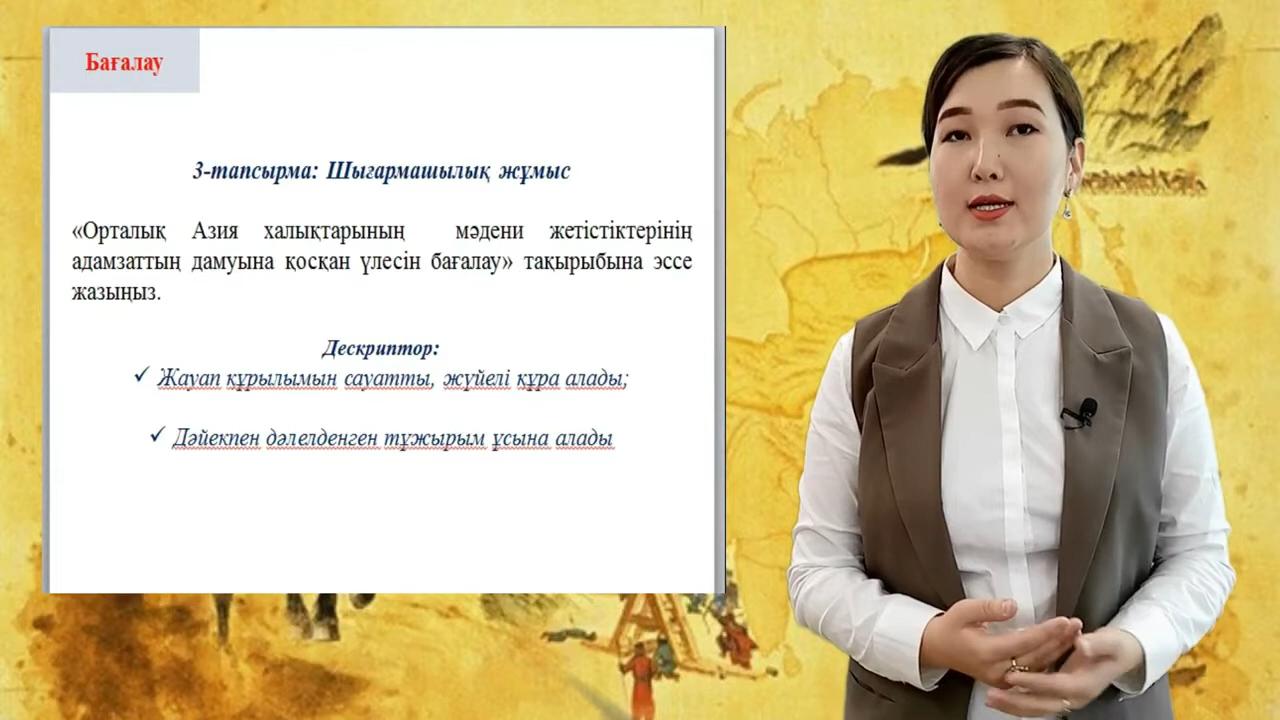 Бағалау
3-тапсырма: Шығармашылық жұмыс
«Орталық Азия халықтарының мәдени жетістіктерінің
адамзаттың дамуына қосқан үлесін бағалау» тақырыбына эссе
жазыңыз.
Дескриптор:
✓ Жауап құрылымын сауатты, жүйелі құра алады;
✓ Дәйекпен дәлелденген тұжырым ұсына алады